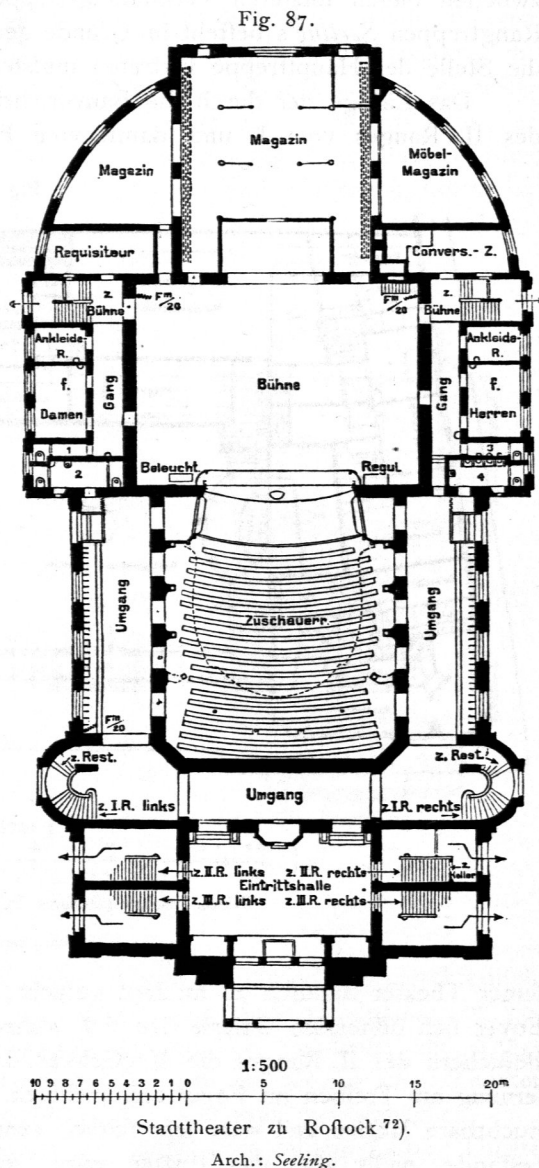 Fig. 87.
Magazin
Magazin
Möbel-
Magazin
Requisiteur
Convers.-Z.
z.
Bühne
Fm/20
Fm/20
z.
Bühne
Ankleide-
R.
Ankleide-
R.
f.
Damen
Gang
Bühne
Gang
f.
Herren
1
2
3
4
5
Beleucht.
Regul.
Umgang
Zuschauerr.
Umgang
Fm/20
z. Rest.
z. Rest.
z.I.R. links
Umgang
z.I.R. rechts
z.II.R. links
z.II.R. rechts
z. Keller
Eintrittshalle
z.III.R. links
z.III.R. rechts
1:500
10 9 8 7 6 5 4 3 2 1 0 5 10 15 20m
Stadttheater zu Roſtock 72).
Arch.: Seeling.